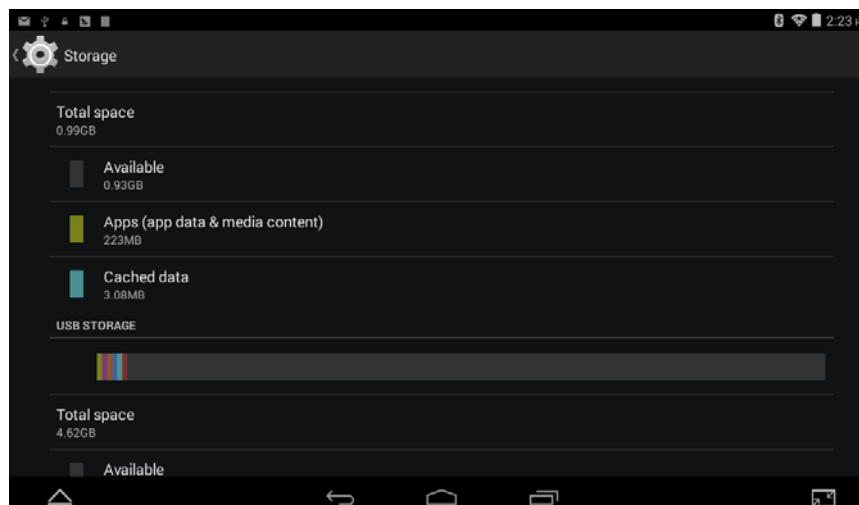 2:23
Storage
Total space
0.99GB
Available
0.93GB
Apps (app data & media content)
223MB
Cached data
3.08MB
USB STORAGE
Total space
4.62GB
Available